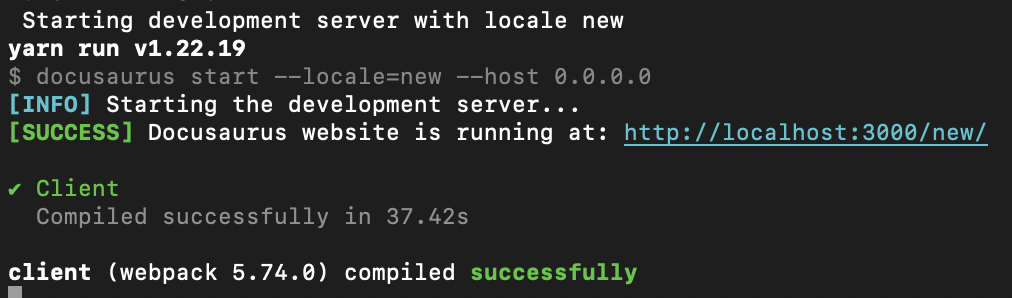 Starting development server with locale new
yarn run v1.22.19
$ docusaurus start --locale=new --host 0.0.0.0
[INFO] Starting the development server...
[SUCCESS] Docusaurus website is running at: http://localhost:3000/new/
✔ Client
Compiled successfully in 37.42s
client (webpack 5.74.0) compiled successfully